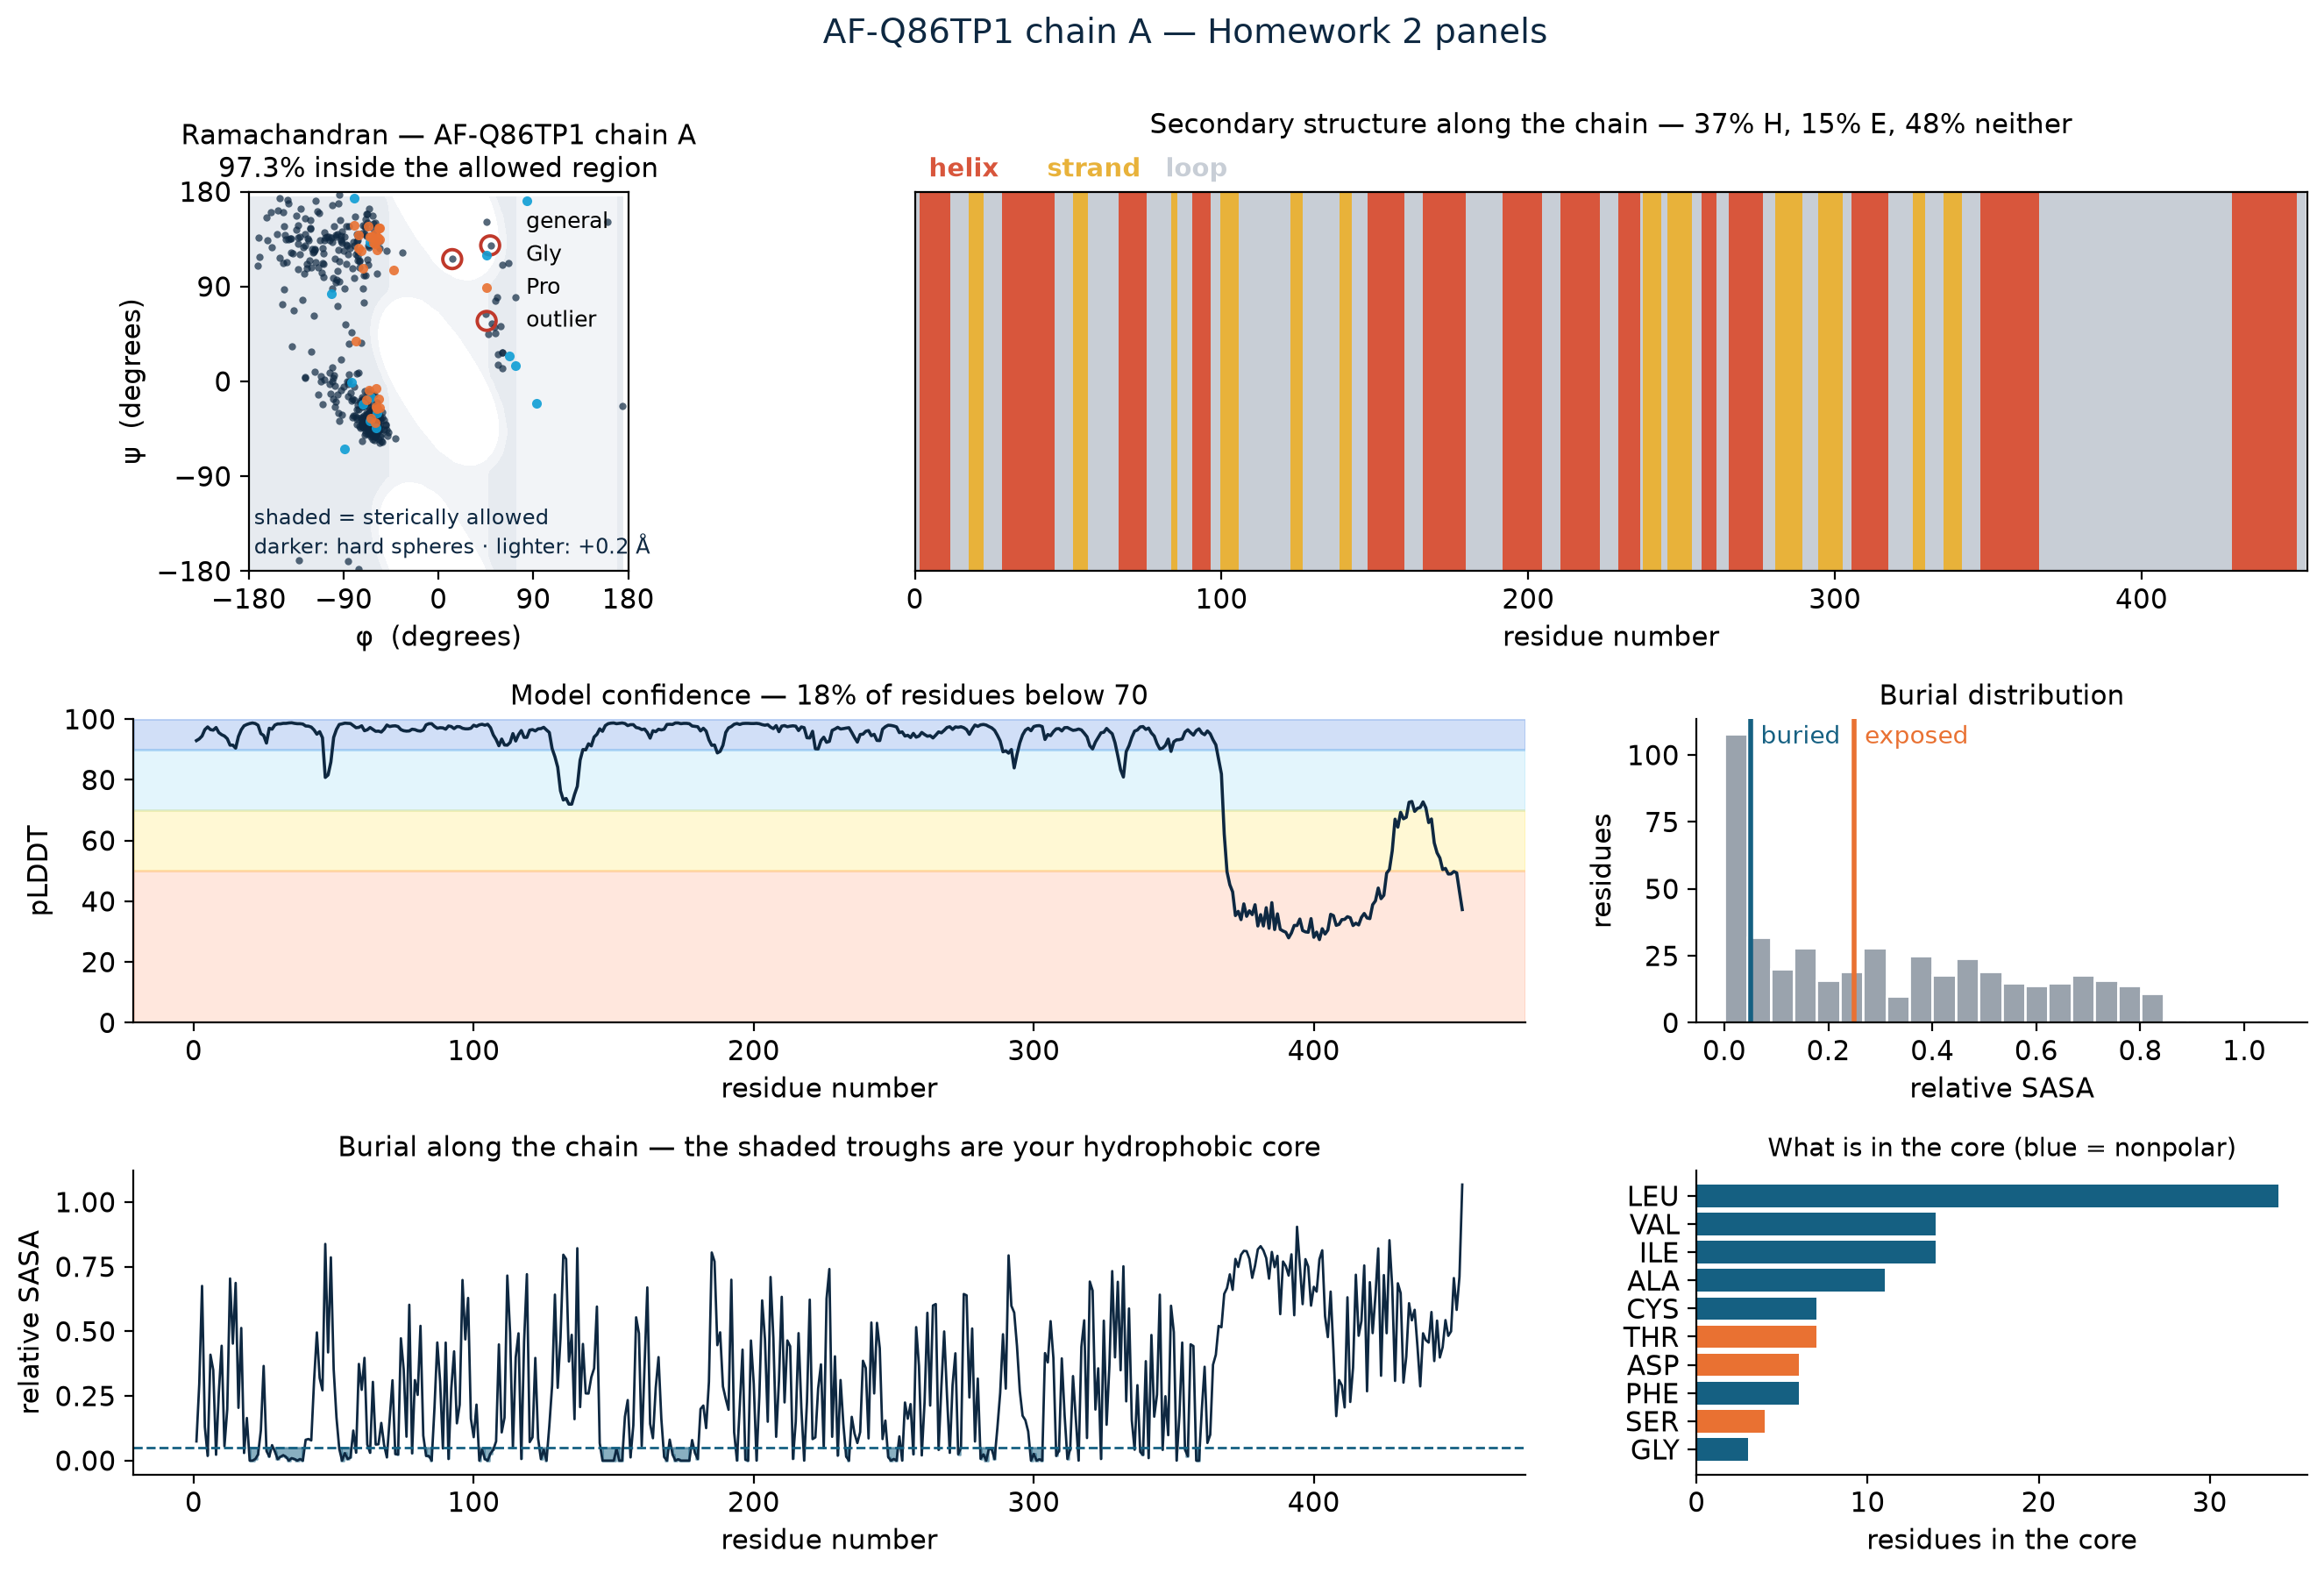 AF-Q86TP1 chain A — Homework 2 panels
Ramachandran — AF-Q86TP1 chain A
97.3% inside the allowed region
180
90
0
−90
−180
ψ (degrees)
general
Gly
Pro
outlier
shaded = sterically allowed
darker: hard spheres · lighter: +0.2 Å
−180 −90 0 90 180
φ (degrees)
Secondary structure along the chain — 37% H, 15% E, 48% neither
helix strand loop
0 100 200 300 400
residue number
Model confidence — 18% of residues below 70
100
80
60
40
20
0
pLDDT
0 100 200 300 400
residue number
Burial distribution
buried exposed
100
75
50
25
0
residues
0.0 0.2 0.4 0.6 0.8 1.0
relative SASA
Burial along the chain — the shaded troughs are your hydrophobic core
1.00
0.75
0.50
0.25
0.00
relative SASA
0 100 200 300 400
residue number
What is in the core (blue = nonpolar)
LEU
VAL
ILE
ALA
CYS
THR
ASP
PHE
SER
GLY
0 10 20 30
residues in the core